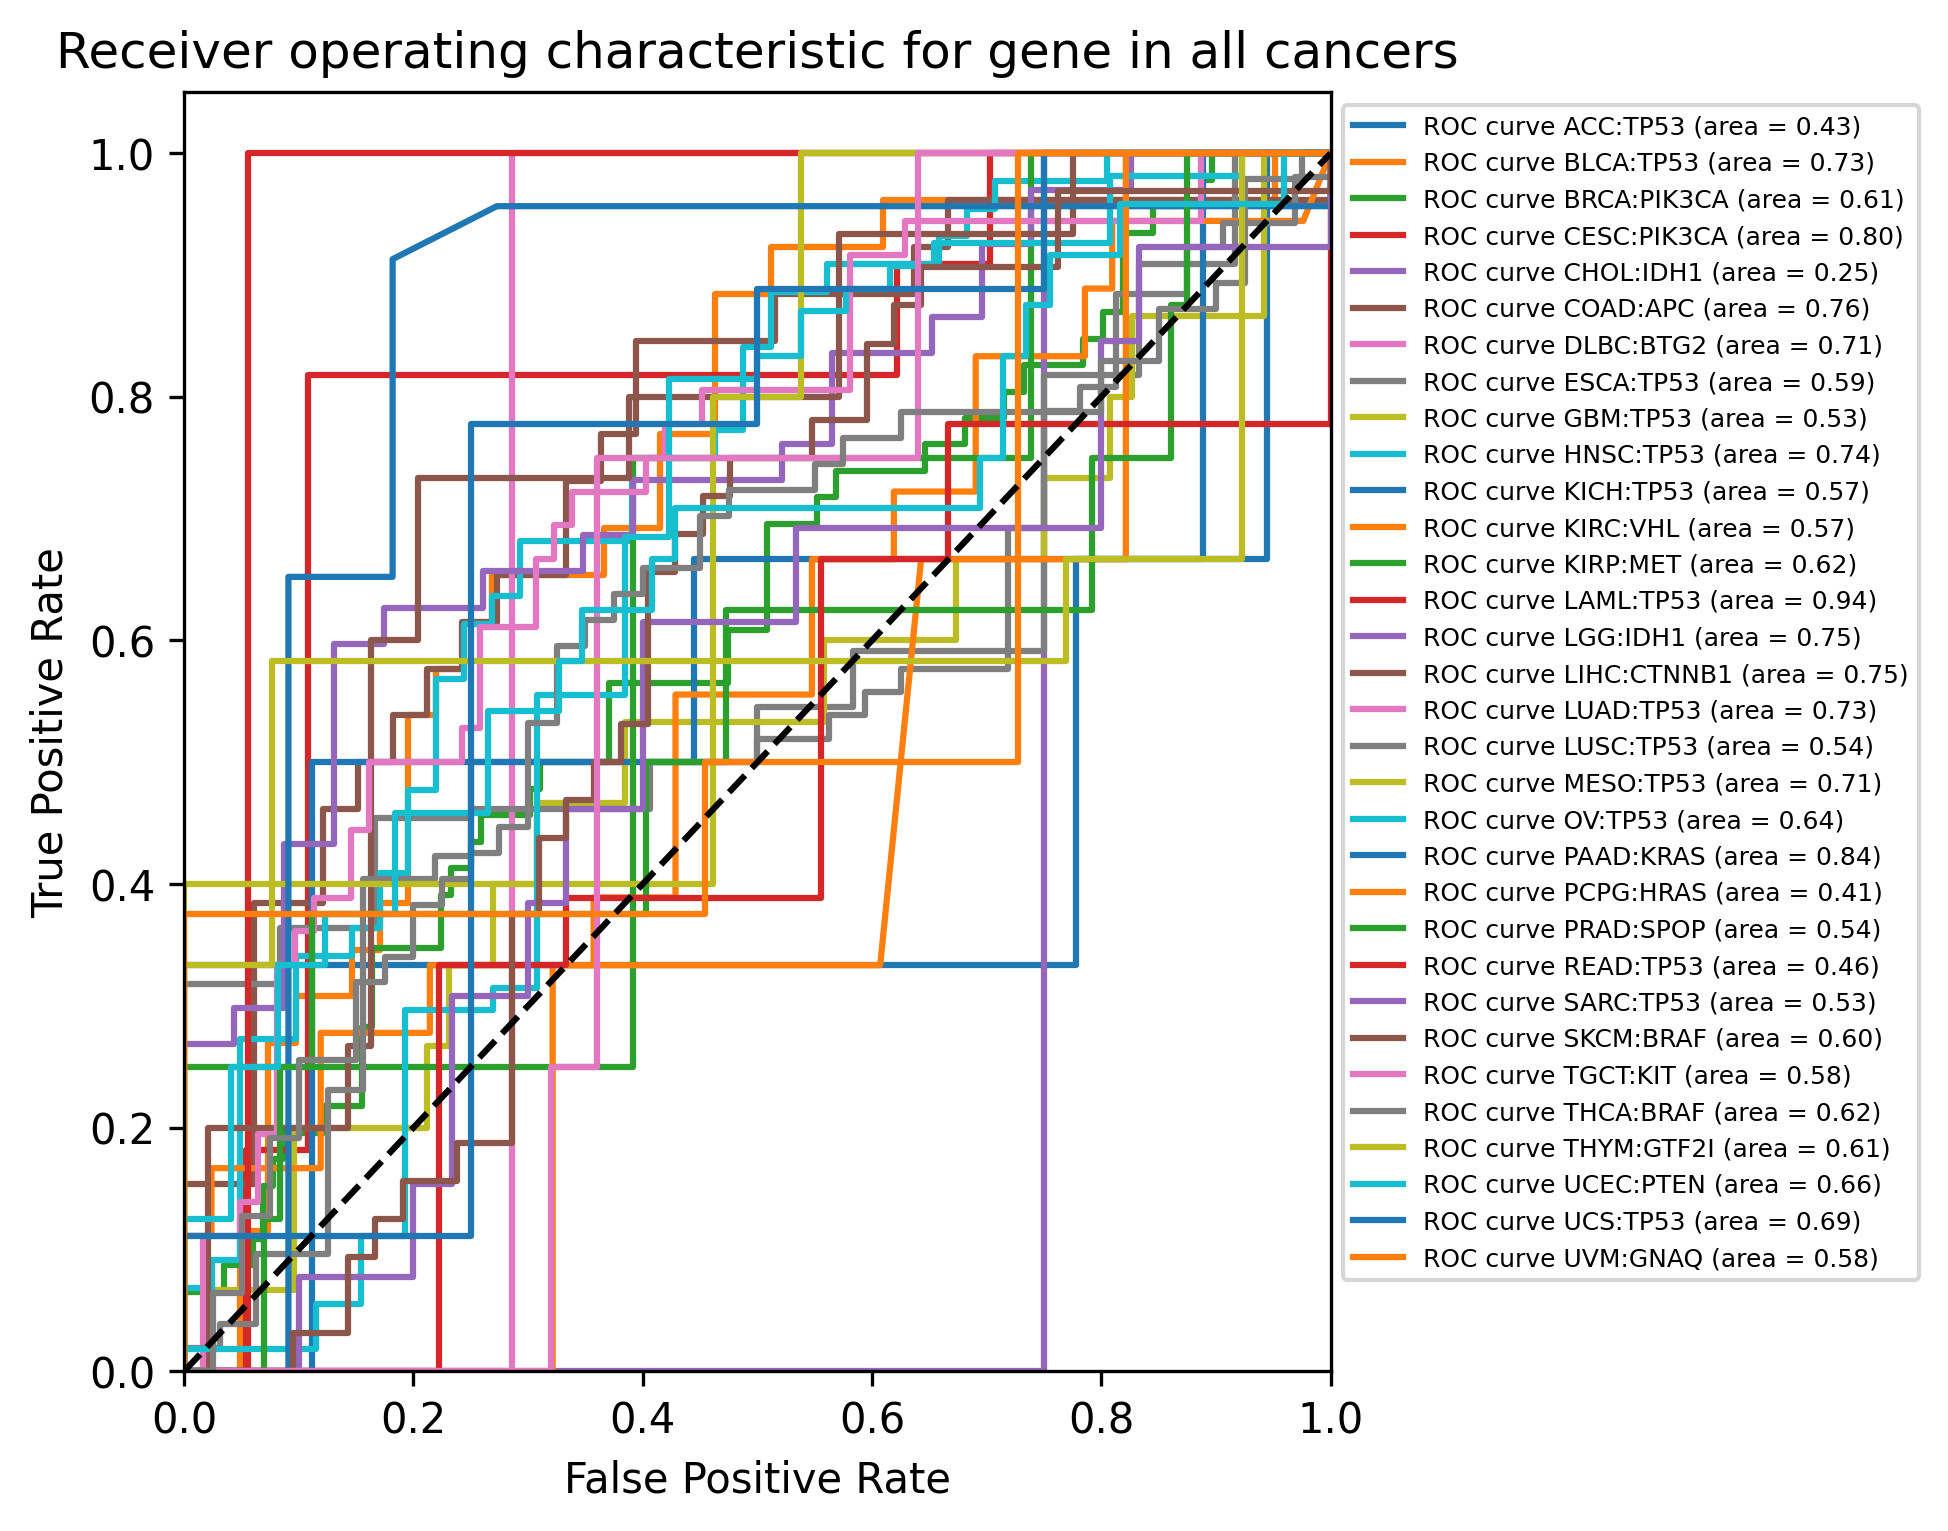 Receiver operating characteristic for gene in all cancers
True Positive Rate
1.0
0.8
0.6
0.4
0.2
0.0
0.0 0.2 0.4 0.6 0.8 1.0
False Positive Rate
ROC curve ACC:TP53 (area = 0.43)
ROC curve BLCA:TP53 (area = 0.73)
ROC curve BRCA:PIK3CA (area = 0.61)
ROC curve CESC:PIK3CA (area = 0.80)
ROC curve CHOL:IDH1 (area = 0.25)
ROC curve COAD:APC (area = 0.76)
ROC curve DLBC:BTG2 (area = 0.71)
ROC curve ESCA:TP53 (area = 0.59)
ROC curve GBM:TP53 (area = 0.53)
ROC curve HNSC:TP53 (area = 0.74)
ROC curve KICH:TP53 (area = 0.57)
ROC curve KIRC:VHL (area = 0.57)
ROC curve KIRP:MET (area = 0.62)
ROC curve LAML:TP53 (area = 0.94)
ROC curve LGG:IDH1 (area = 0.75)
ROC curve LIHC:CTNNB1 (area = 0.75)
ROC curve LUAD:TP53 (area = 0.73)
ROC curve LUSC:TP53 (area = 0.54)
ROC curve MESO:TP53 (area = 0.71)
ROC curve OV:TP53 (area = 0.64)
ROC curve PAAD:KRAS (area = 0.84)
ROC curve PCPG:HRAS (area = 0.41)
ROC curve PRAD:SPOP (area = 0.54)
ROC curve READ:TP53 (area = 0.46)
ROC curve SARC:TP53 (area = 0.53)
ROC curve SKCM:BRAF (area = 0.60)
ROC curve TGCT:KIT (area = 0.58)
ROC curve THCA:BRAF (area = 0.62)
ROC curve THYM:GTF2I (area = 0.61)
ROC curve UCEC:PTEN (area = 0.66)
ROC curve UCS:TP53 (area = 0.69)
ROC curve UVM:GNAQ (area = 0.58)